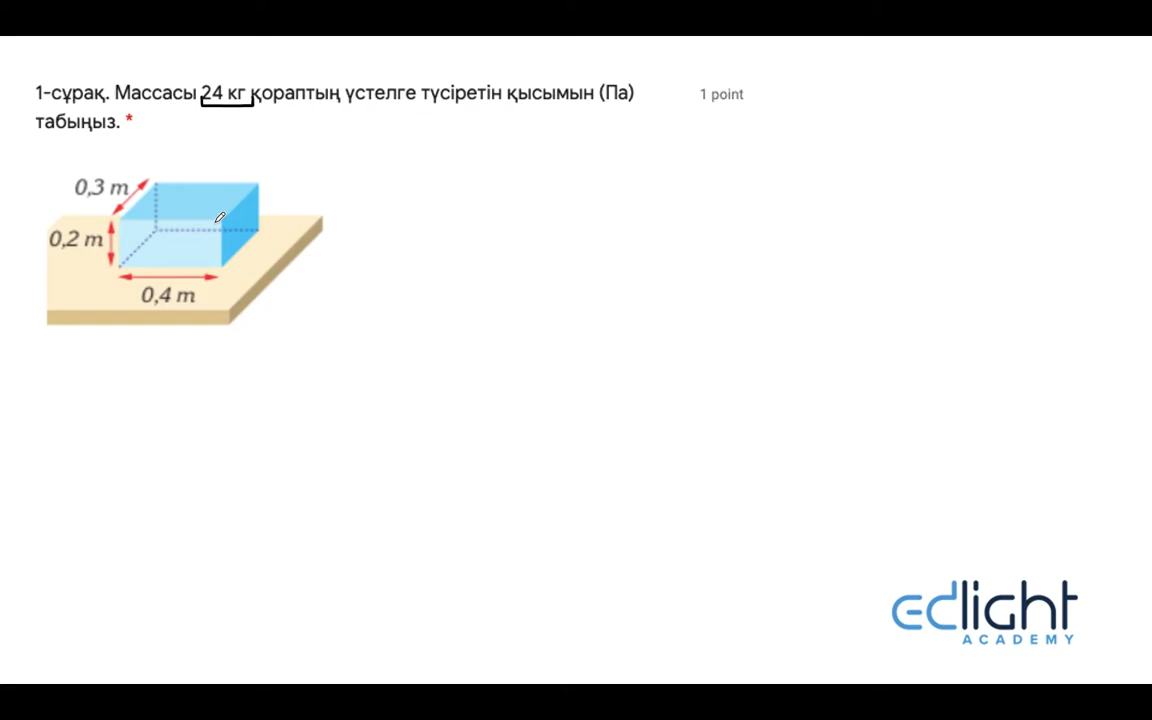 1-сұрақ. Массасы 24 кг қораптың үстелге түсіретін қысымын (Па)
табыңыз. *
1 point
0,3 m
0,2 m
0,4 m
edlight
ACADEMY